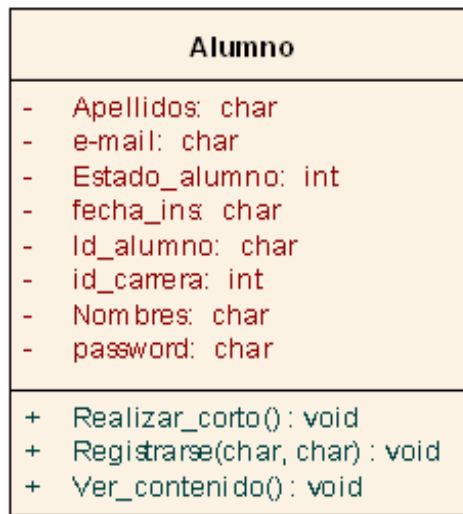 Alumno
- Apellidos: char
- e-mail: char
- Estado_alumno: int
- fecha_ins: char
- Id_alumno: char
- id_carrera: int
- Nombres: char
- password: char
+ Realizar_corto() : void
+ Registrarse(char, char) : void
+ Ver_contenido() : void